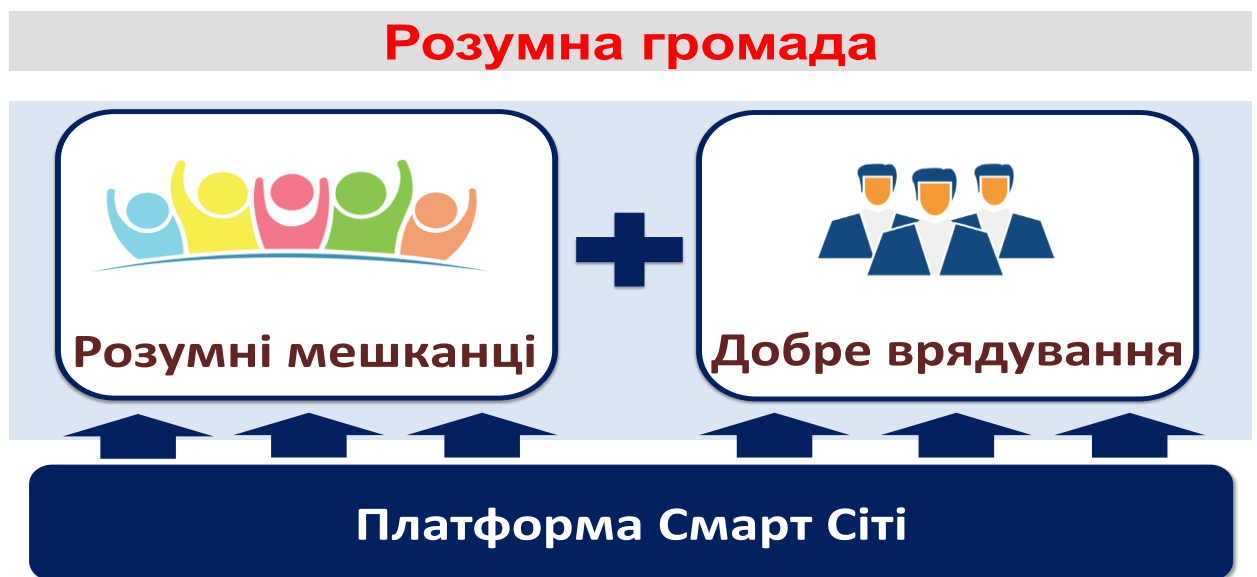 Розумна громада
Розумні мешканці
Добре врядування
Платформа Смарт Сіті